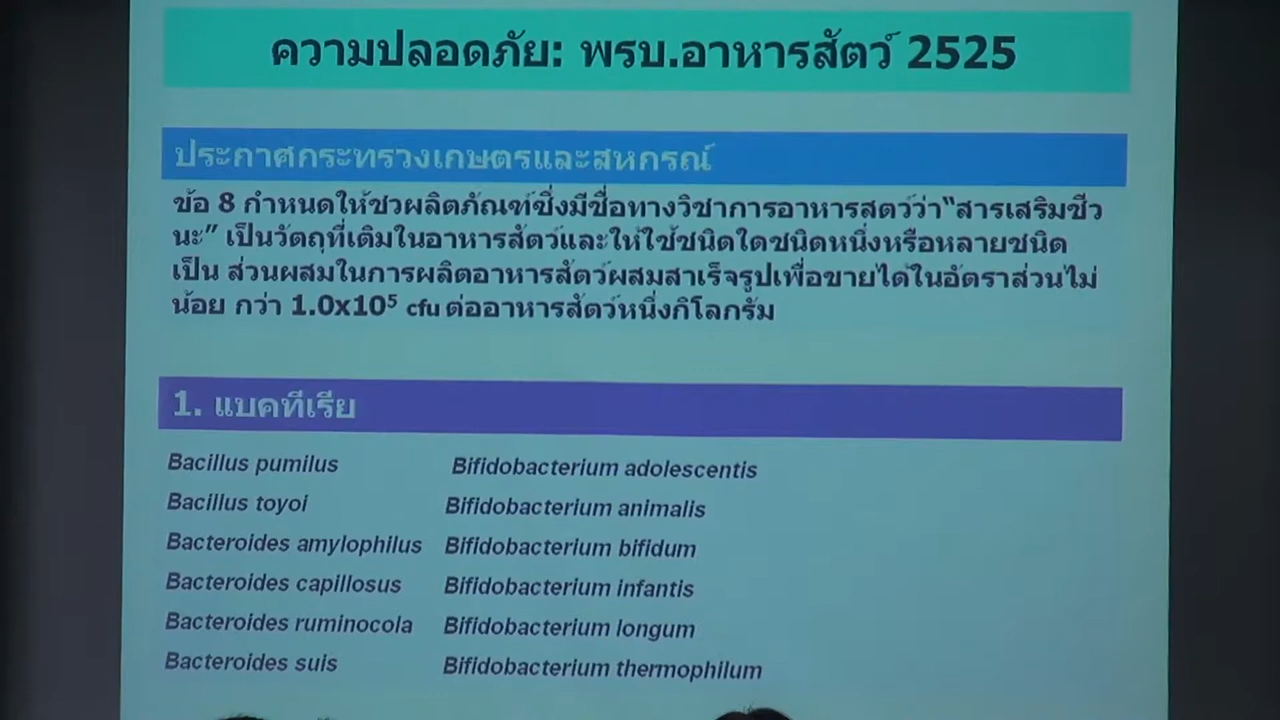 ความปลอดภัย: พรบ.อาหารสัตว์ 2525
ประกาศกระทรวงเกษตรและสหกรณ์
ข้อ 8 กำหนดให้ชวผลิตภัณฑ์ซึ่งมีชื่อทางวิชาการอาหารสตว์ว่า“สารเสริมชีว
นะ” เป็นวัตถุที่เติมในอาหารสัตว์และให้ใช้ชนิดใดชนิดหนึ่งหรือหลายชนิด
เป็น ส่วนผสมในการผลิตอาหารสัตว์ผสมสาเร็จรูปเพื่อขายได้ในอัตราส่วนไม่
น้อย กว่า 1.0x10⁵ cfu ต่ออาหารสัตว์หนึ่งกิโลกรัม
1. แบคทีเรีย
Bacillus pumilus Bifidobacterium adolescentis
Bacillus toyoi Bifidobacterium animalis
Bacteroides amylophilus Bifidobacterium bifidum
Bacteroides capillosus Bifidobacterium infantis
Bacteroides ruminocola Bifidobacterium longum
Bacteroides suis Bifidobacterium thermophilum